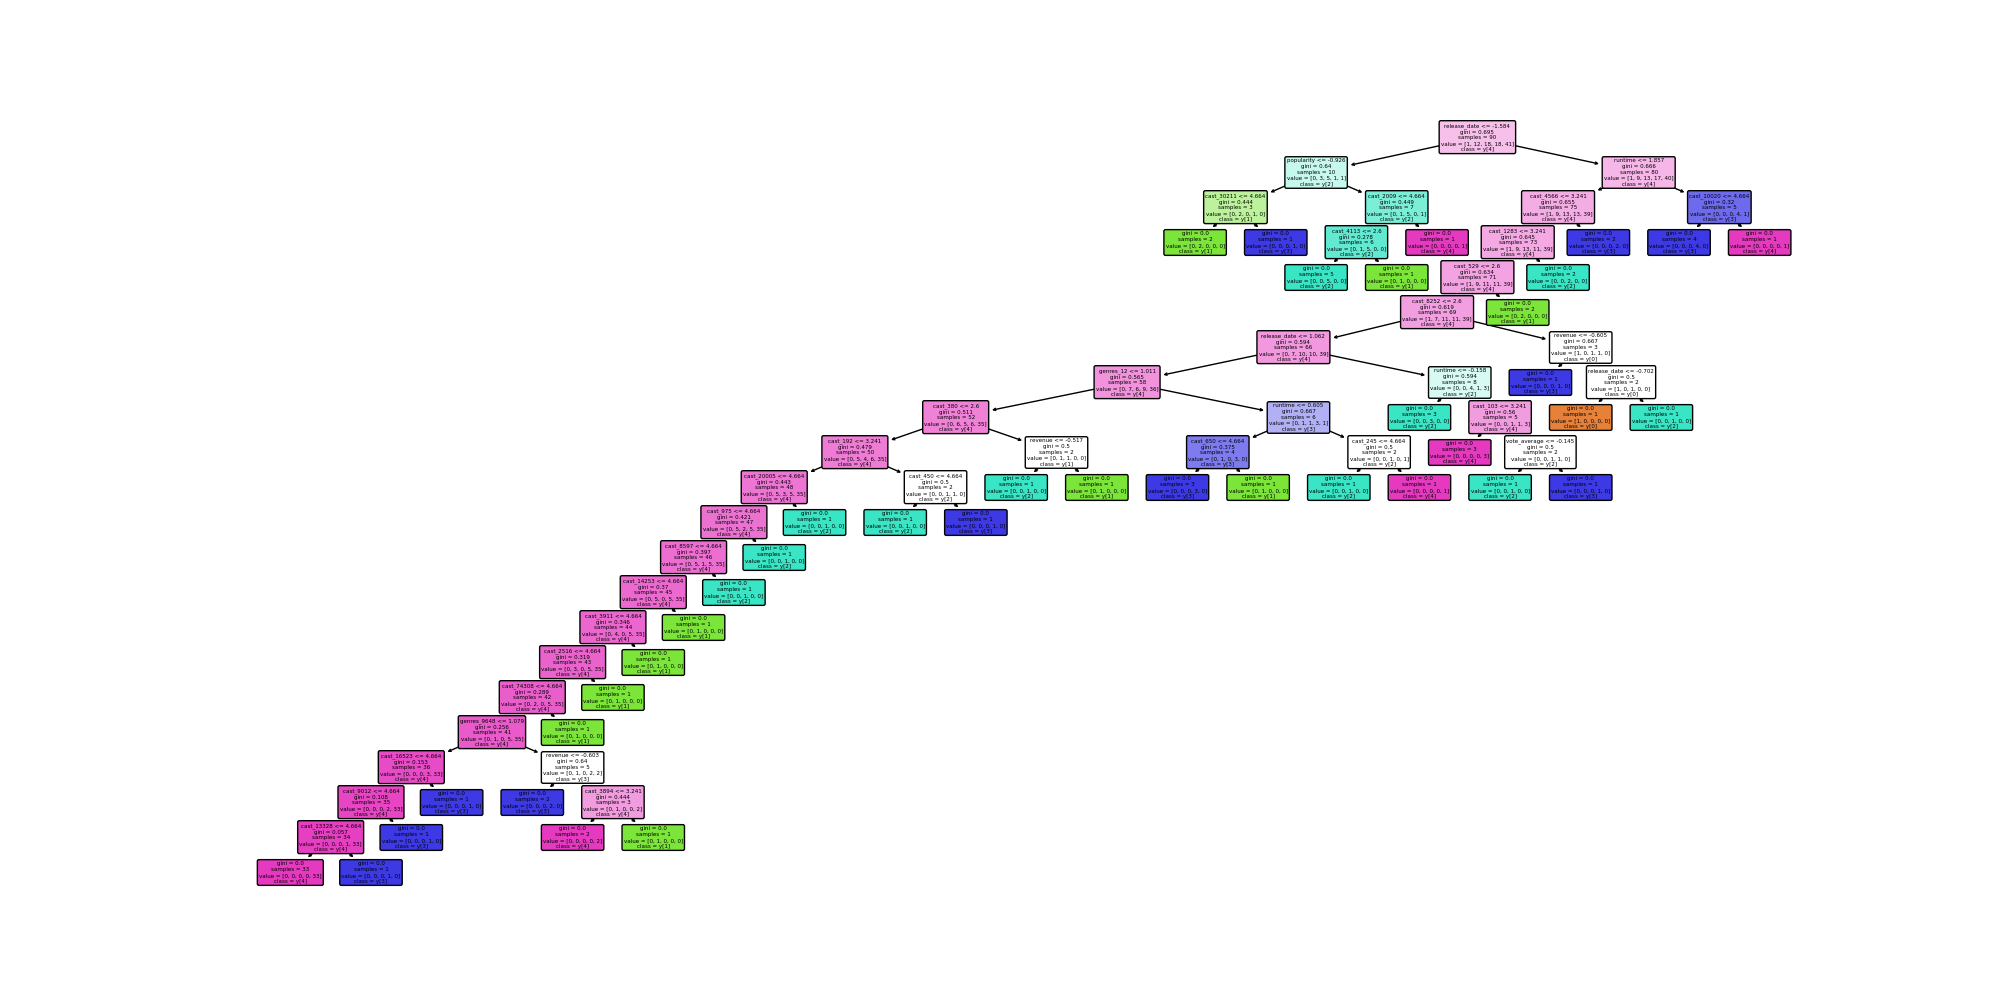 release_date <= -1.584
gini = 0.695
samples = 90
value = [1, 12, 18, 18, 41]
class = y[4]
popularity <= -0.926
gini = 0.64
samples = 10
value = [0, 3, 5, 1, 1]
class = y[2]
runtime <= 1.857
gini = 0.666
samples = 80
value = [1, 9, 13, 17, 40]
class = y[4]
cast_30211 <= 4.664
gini = 0.444
samples = 3
value = [0, 2, 0, 1, 0]
class = y[1]
cast_2009 <= 4.664
gini = 0.449
samples = 7
value = [0, 1, 5, 0, 1]
class = y[2]
cast_4566 <= 3.241
gini = 0.655
samples = 75
value = [1, 9, 13, 13, 39]
class = y[4]
cast_10020 <= 4.664
gini = 0.32
samples = 5
value = [0, 0, 0, 4, 1]
class = y[3]
gini = 0.0
samples = 2
value = [0, 2, 0, 0, 0]
class = y[1]
gini = 0.0
samples = 1
value = [0, 0, 0, 1, 0]
class = y[3]
cast_4113 <= 2.6
gini = 0.278
samples = 6
value = [0, 1, 5, 0, 0]
class = y[2]
gini = 0.0
samples = 1
value = [0, 0, 0, 0, 1]
class = y[4]
cast_1283 <= 3.241
gini = 0.645
samples = 73
value = [1, 9, 13, 11, 39]
class = y[4]
gini = 0.0
samples = 2
value = [0, 0, 0, 2, 0]
class = y[3]
gini = 0.0
samples = 4
value = [0, 0, 0, 4, 0]
class = y[3]
gini = 0.0
samples = 1
value = [0, 0, 0, 0, 1]
class = y[4]
gini = 0.0
samples = 5
value = [0, 0, 5, 0, 0]
class = y[2]
gini = 0.0
samples = 1
value = [0, 1, 0, 0, 0]
class = y[1]
cast_529 <= 2.6
gini = 0.634
samples = 71
value = [1, 9, 11, 11, 39]
class = y[4]
gini = 0.0
samples = 2
value = [0, 0, 2, 0, 0]
class = y[2]
cast_8252 <= 2.6
gini = 0.619
samples = 69
value = [1, 7, 11, 11, 39]
class = y[4]
gini = 0.0
samples = 2
value = [0, 2, 0, 0, 0]
class = y[1]
release_date <= 1.062
gini = 0.594
samples = 66
value = [0, 7, 10, 10, 39]
class = y[4]
revenue <= -0.605
gini = 0.667
samples = 3
value = [1, 0, 1, 1, 0]
class = y[0]
genres_12 <= 1.011
gini = 0.565
samples = 58
value = [0, 7, 6, 9, 36]
class = y[4]
runtime <= -0.158
gini = 0.594
samples = 8
value = [0, 0, 4, 1, 3]
class = y[2]
gini = 0.0
samples = 1
value = [0, 0, 0, 1, 0]
class = y[3]
release_date <= -0.702
gini = 0.5
samples = 2
value = [1, 0, 1, 0, 0]
class = y[0]
cast_380 <= 2.6
gini = 0.511
samples = 52
value = [0, 6, 5, 6, 35]
class = y[4]
runtime <= 0.605
gini = 0.667
samples = 6
value = [0, 1, 1, 3, 1]
class = y[3]
gini = 0.0
samples = 3
value = [0, 0, 3, 0, 0]
class = y[2]
cast_103 <= 3.241
gini = 0.56
samples = 5
value = [0, 0, 1, 1, 3]
class = y[4]
gini = 0.0
samples = 1
value = [1, 0, 0, 0, 0]
class = y[0]
gini = 0.0
samples = 1
value = [0, 0, 1, 0, 0]
class = y[2]
cast_192 <= 3.241
gini = 0.479
samples = 50
value = [0, 5, 4, 6, 35]
class = y[4]
revenue <= -0.517
gini = 0.5
samples = 2
value = [0, 1, 1, 0, 0]
class = y[1]
cast_650 <= 4.664
gini = 0.375
samples = 4
value = [0, 1, 0, 3, 0]
class = y[3]
cast_245 <= 4.664
gini = 0.5
samples = 2
value = [0, 0, 1, 0, 1]
class = y[2]
gini = 0.0
samples = 3
value = [0, 0, 0, 0, 3]
class = y[4]
vote_average <= -0.145
gini = 0.5
samples = 2
value = [0, 0, 1, 1, 0]
class = y[2]
cast_20005 <= 4.664
gini = 0.443
samples = 48
value = [0, 5, 3, 5, 35]
class = y[4]
cast_450 <= 4.664
gini = 0.5
samples = 2
value = [0, 0, 1, 1, 0]
class = y[2]
gini = 0.0
samples = 1
value = [0, 0, 1, 0, 0]
class = y[2]
gini = 0.0
samples = 1
value = [0, 1, 0, 0, 0]
class = y[1]
gini = 0.0
samples = 3
value = [0, 0, 0, 3, 0]
class = y[3]
gini = 0.0
samples = 1
value = [0, 1, 0, 0, 0]
class = y[1]
gini = 0.0
samples = 1
value = [0, 0, 1, 0, 0]
class = y[2]
gini = 0.0
samples = 1
value = [0, 0, 0, 0, 1]
class = y[4]
gini = 0.0
samples = 1
value = [0, 0, 1, 0, 0]
class = y[2]
gini = 0.0
samples = 1
value = [0, 0, 0, 1, 0]
class = y[3]
cast_975 <= 4.664
gini = 0.421
samples = 47
value = [0, 5, 2, 5, 35]
class = y[4]
gini = 0.0
samples = 1
value = [0, 0, 1, 0, 0]
class = y[2]
gini = 0.0
samples = 1
value = [0, 0, 1, 0, 0]
class = y[2]
gini = 0.0
samples = 1
value = [0, 0, 0, 1, 0]
class = y[3]
cast_8597 <= 4.664
gini = 0.397
samples = 46
value = [0, 5, 1, 5, 35]
class = y[4]
gini = 0.0
samples = 1
value = [0, 0, 1, 0, 0]
class = y[2]
cast_14253 <= 4.664
gini = 0.37
samples = 45
value = [0, 5, 0, 5, 35]
class = y[4]
gini = 0.0
samples = 1
value = [0, 0, 1, 0, 0]
class = y[2]
cast_3911 <= 4.664
gini = 0.346
samples = 44
value = [0, 4, 0, 5, 35]
class = y[4]
gini = 0.0
samples = 1
value = [0, 1, 0, 0, 0]
class = y[1]
cast_2516 <= 4.664
gini = 0.319
samples = 43
value = [0, 3, 0, 5, 35]
class = y[4]
gini = 0.0
samples = 1
value = [0, 1, 0, 0, 0]
class = y[1]
cast_74308 <= 4.664
gini = 0.289
samples = 42
value = [0, 2, 0, 5, 35]
class = y[4]
gini = 0.0
samples = 1
value = [0, 1, 0, 0, 0]
class = y[1]
genres_9648 <= 1.079
gini = 0.256
samples = 41
value = [0, 1, 0, 5, 35]
class = y[4]
gini = 0.0
samples = 1
value = [0, 1, 0, 0, 0]
class = y[1]
cast_16523 <= 4.664
gini = 0.153
samples = 36
value = [0, 0, 0, 3, 33]
class = y[4]
revenue <= -0.603
gini = 0.64
samples = 5
value = [0, 1, 0, 2, 2]
class = y[3]
cast_9012 <= 4.664
gini = 0.108
samples = 35
value = [0, 0, 0, 2, 33]
class = y[4]
gini = 0.0
samples = 1
value = [0, 0, 0, 1, 0]
class = y[3]
gini = 0.0
samples = 2
value = [0, 0, 0, 2, 0]
class = y[3]
cast_3894 <= 3.241
gini = 0.444
samples = 3
value = [0, 1, 0, 0, 2]
class = y[4]
cast_13328 <= 4.664
gini = 0.057
samples = 34
value = [0, 0, 0, 1, 33]
class = y[4]
gini = 0.0
samples = 1
value = [0, 0, 0, 1, 0]
class = y[3]
gini = 0.0
samples = 2
value = [0, 0, 0, 0, 2]
class = y[4]
gini = 0.0
samples = 1
value = [0, 1, 0, 0, 0]
class = y[1]
gini = 0.0
samples = 33
value = [0, 0, 0, 0, 33]
class = y[4]
gini = 0.0
samples = 1
value = [0, 0, 0, 1, 0]
class = y[3]